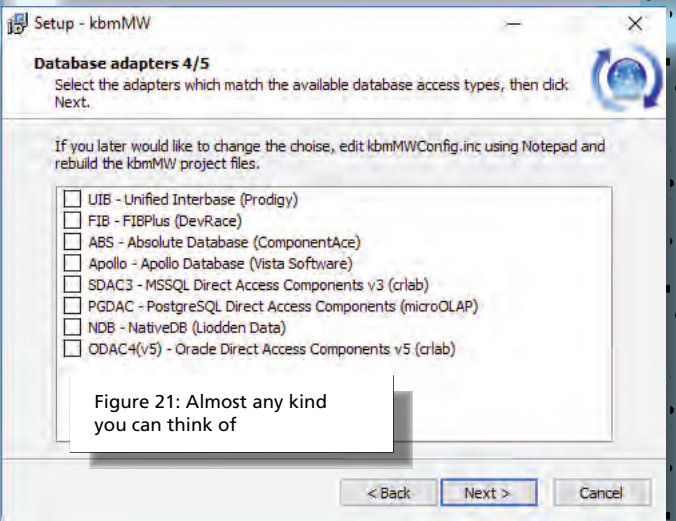 Setup - kbmMW
Database adapters 4/5
Select the adapters which match the available database access types, then click
Next.
If you later would like to change the choise, edit kbmMWConfig.inc using Notepad and
rebuild the kbmMW project files.
UIB - Unified Interbase (Prodigy)
FIB - FIBPlus (DevRace)
ABS - Absolute Database (ComponentAce)
Apollo - Apollo Database (Vista Software)
SDAC3 - MSSQL Direct Access Components v3 (crlab)
PGDAC - PostgreSQL Direct Access Components (microOLAP)
NDB - NativeDB (Liodden Data)
ODAC4(v5) - Oracle Direct Access Components v5 (crlab)
Figure 21: Almost any kind
you can think of
< Back Next > Cancel